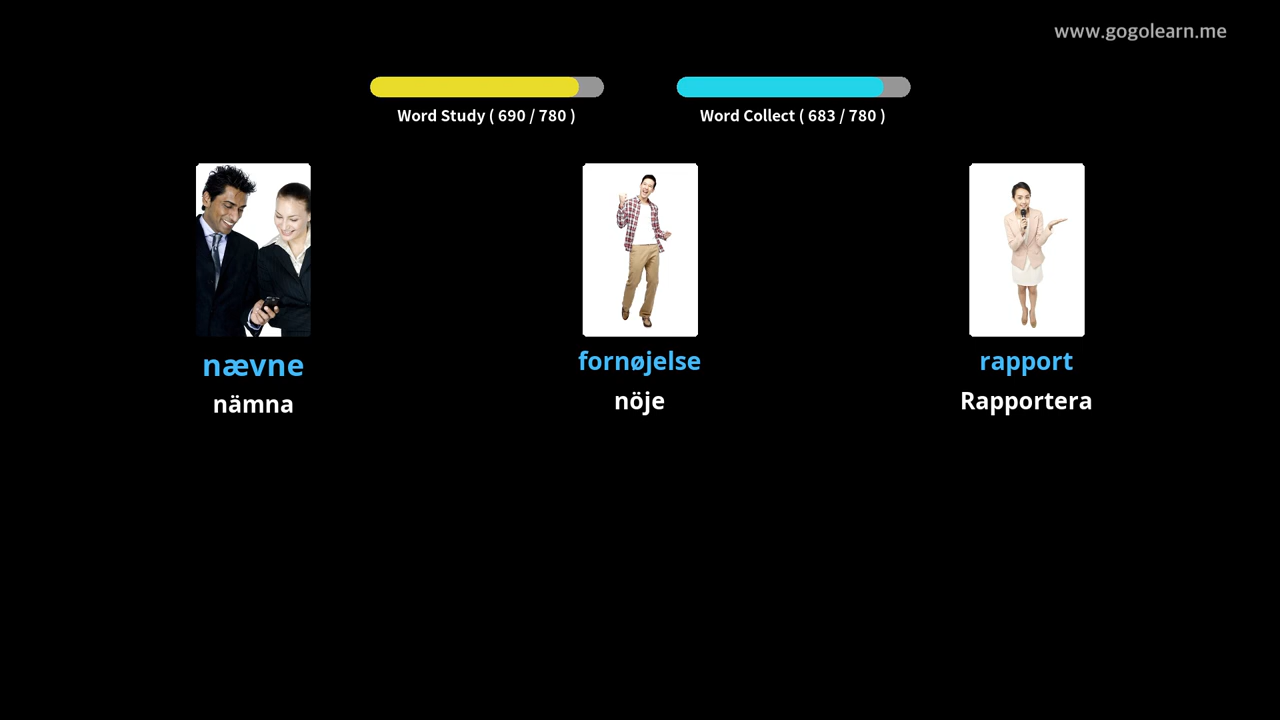 www.gogolearn.me
Word Study ( 690 / 780 )
Word Collect ( 683 / 780 )
nævne
nämna
fornøjelse
nöje
rapport
Rapportera